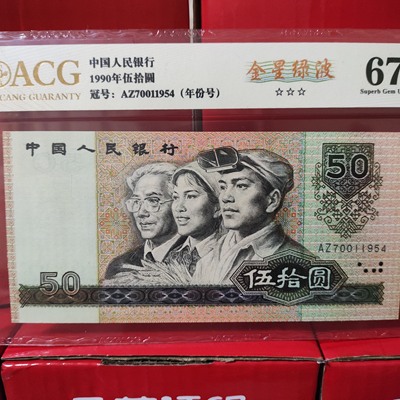 ACG
中国人民银行
1990年伍拾圆
冠号：AZ70011954（年份号）
金星绿波
☆☆☆
67
Superb Gem U
中国人民银行
50
AZ70011954
50
伍拾圆